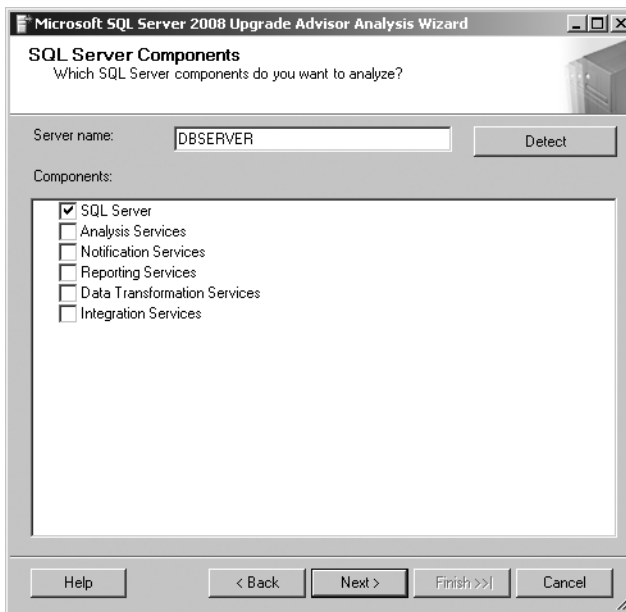 Microsoft SQL Server 2008 Upgrade Advisor Analysis Wizard
SQL Server Components
Which SQL Server components do you want to analyze?
Server name: DBSERVER Detect
Components:
SQL Server
Analysis Services
Notification Services
Reporting Services
Data Transformation Services
Integration Services
Help < Back Next > Finish >>| Cancel